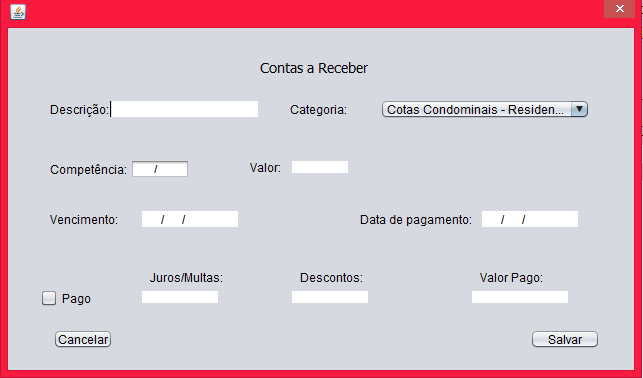 Contas a Receber
Descrição: Categoria: Cotas Condominais - Residen...
Competência: / Valor:
Vencimento: / / Data de pagamento: / /
Juros/Multas: Descontos: Valor Pago:
Pago
Cancelar Salvar